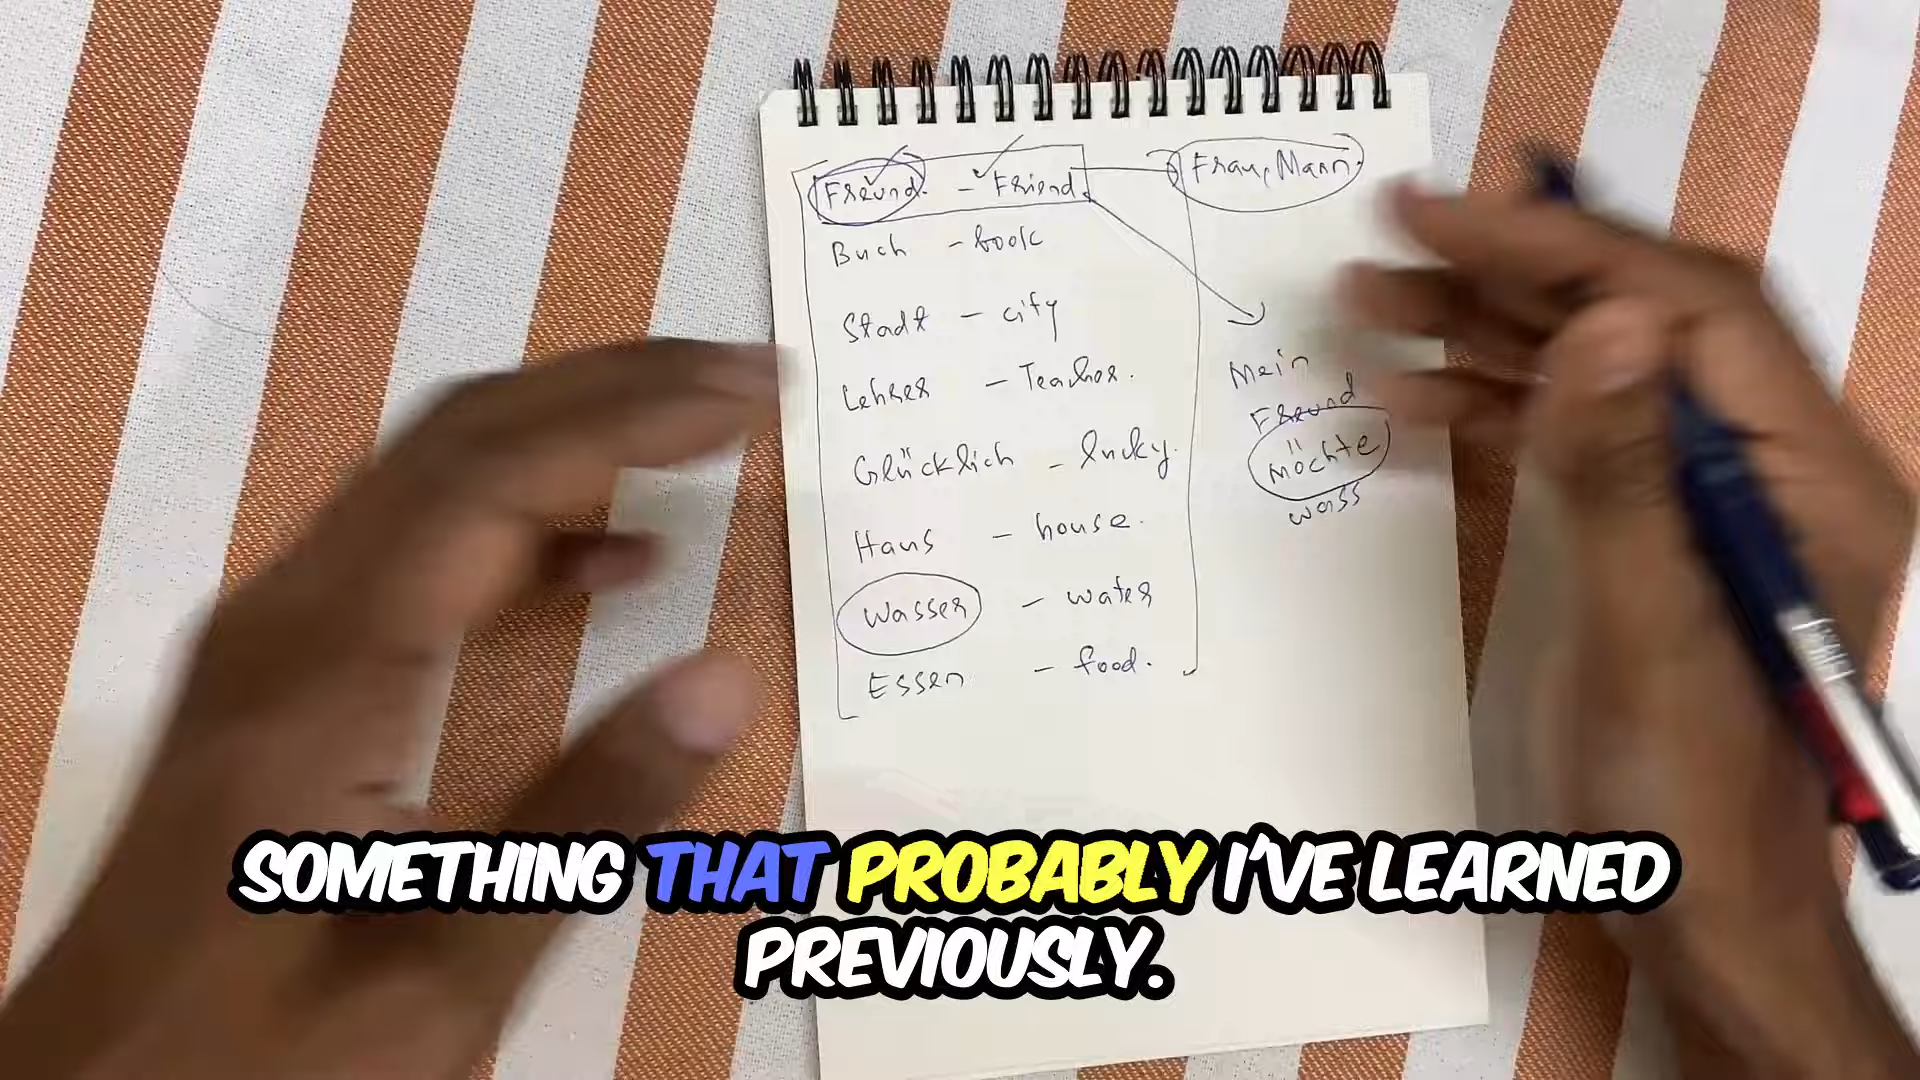 Freund. - Friend.
Frau, Mann.
Buch - book
Stadt - city
Lehrer - Teacher.
Glücklich - lucky.
Haus - house.
Wasser - water
Essen - food.
Mein
Freund
möchte
wass
SOMETHING THAT PROBABLY I'VE LEARNED
PREVIOUSLY.